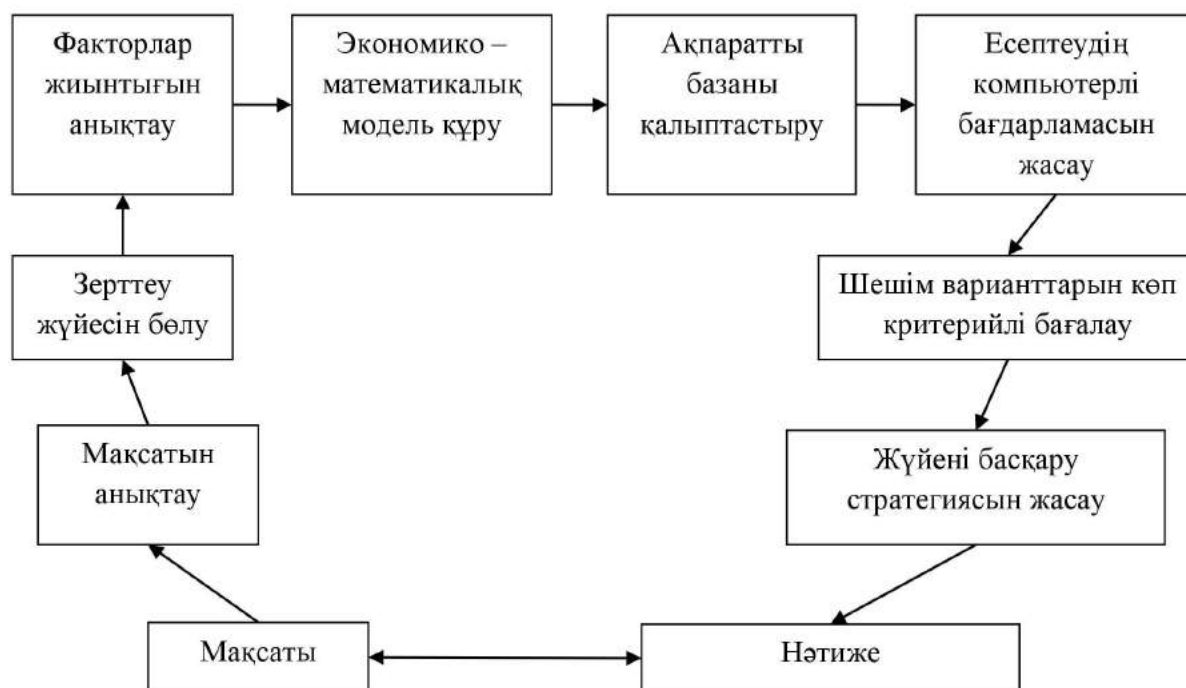 Факторлар
жиынтығын
анықтау
Экономико –
математикалық
модель құру
Ақпаратты
базаны
қалыптастыру
Есептеудің
компьютерлі
бағдарламасын
жасау
Зерттеу
жүйесін бөлу
Шешім варианттарын көп
критерийлі бағалау
Мақсатын
анықтау
Жүйені басқару
стратегиясын жасау
Мақсаты
Нәтиже